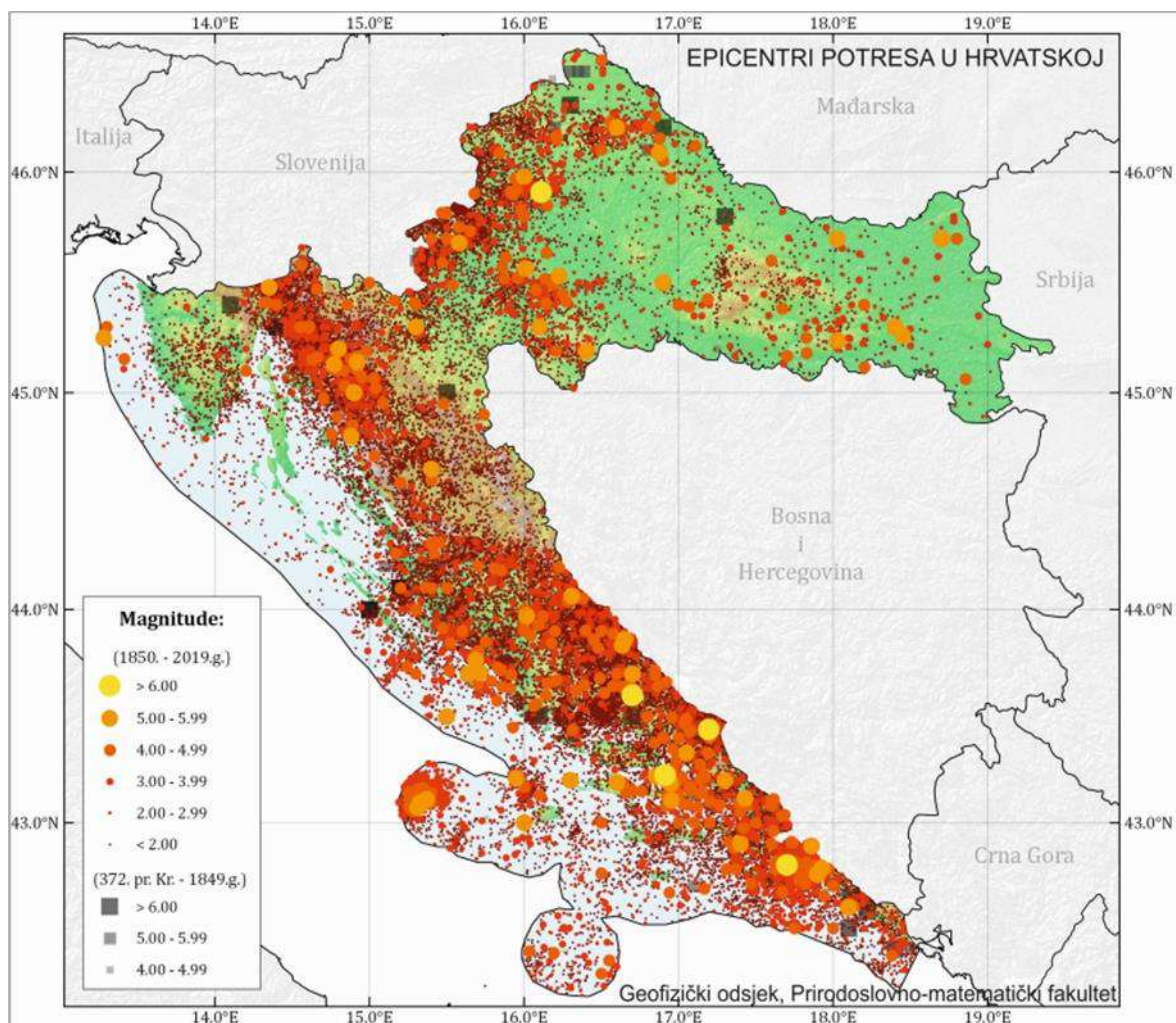 14.0°E 15.0°E 16.0°E 17.0°E 18.0°E 19.0°E
EPICENTRI POTRESA U HRVATSKOJ
Mađarska
Italija
Slovenija
46.0°N 46.0°N
Srbija
45.0°N 45.0°N
Bosna
i
Hercegovina
44.0°N 44.0°N
Magnitude:
(1850. - 2019.g.)
> 6.00
5.00 - 5.99
4.00 - 4.99
3.00 - 3.99
2.00 - 2.99
< 2.00
(372. pr. Kr. - 1849.g.)
> 6.00
5.00 - 5.99
4.00 - 4.99
43.0°N 43.0°N
Crna Gora
Geofizički odsjek, Prirodoslovno-matematički fakultet
14.0°E 15.0°E 16.0°E 17.0°E 18.0°E 19.0°E